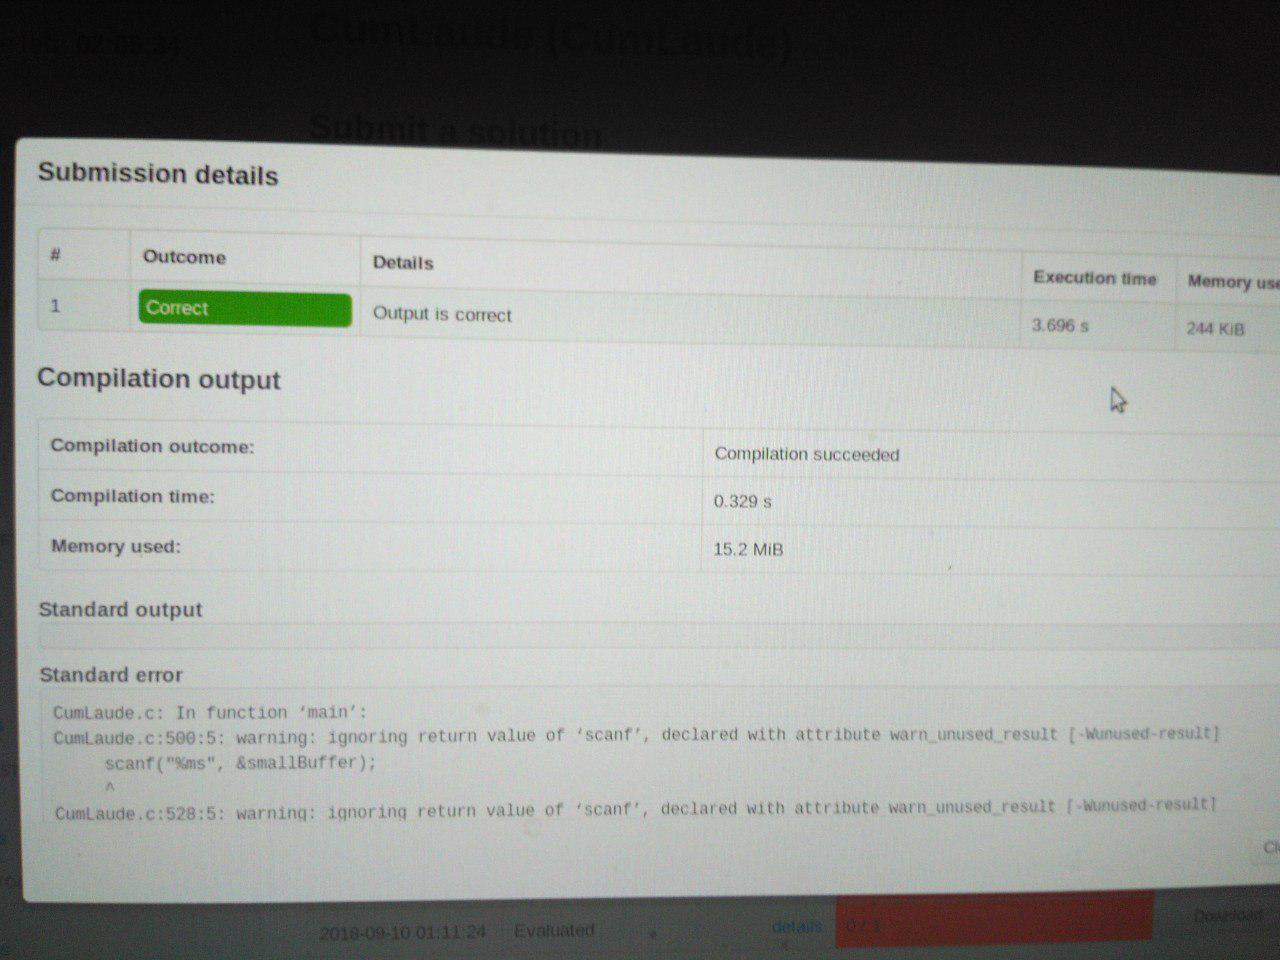 CumLaude (CumLaude)
Submit a solution
Submission details
# Outcome Details Execution time Memory use
1 Correct Output is correct 3.696 s 244 KiB
Compilation output
Compilation outcome: Compilation succeeded
Compilation time: 0.329 s
Memory used: 15.2 MiB
Standard output
Standard error
CumLaude.c: In function ‘main’:
CumLaude.c:500:5: warning: ignoring return value of ‘scanf’, declared with attribute warn_unused_result [-Wunused-result]
scanf("%ms", &smallBuffer);
^
CumLaude.c:528:5: warning: ignoring return value of ‘scanf’, declared with attribute warn_unused_result [-Wunused-result]
2018-09-10 01:11:24 Evaluated details 0 / 1 Download